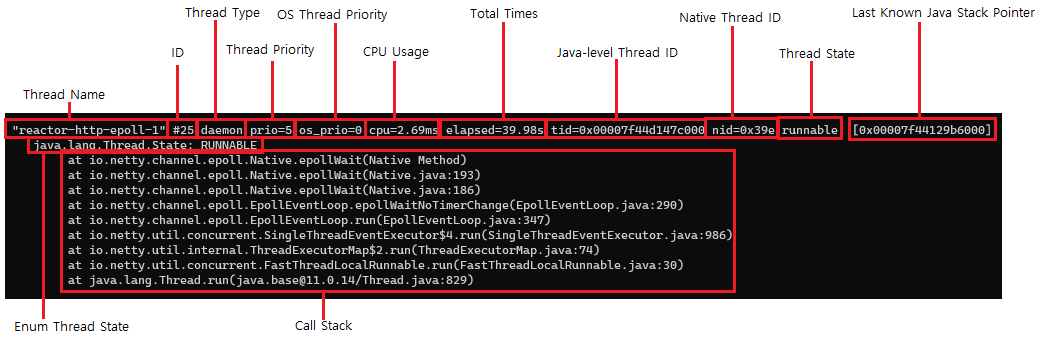 Thread Type
OS Thread Priority
Total Times
Native Thread ID
Last Known Java Stack Pointer
ID
Thread Priority
CPU Usage
Java-level Thread ID
Thread State
Thread Name
"reactor-http-epoll-1" #25 daemon prio=5 os_prio=0 cpu=2.69ms elapsed=39.98s tid=0x00007f44d147c000 nid=0x39e runnable [0x00007f44129b6000]
java.lang.Thread.State: RUNNABLE
at io.netty.channel.epoll.Native.epollWait(Native Method)
at io.netty.channel.epoll.Native.epollWait(Native.java:193)
at io.netty.channel.epoll.Native.epollWait(Native.java:186)
at io.netty.channel.epoll.EpollEventLoop.epollWaitNoTimerChange(EpollEventLoop.java:290)
at io.netty.channel.epoll.EpollEventLoop.run(EpollEventLoop.java:347)
at io.netty.util.concurrent.SingleThreadEventExecutor$4.run(SingleThreadEventExecutor.java:986)
at io.netty.util.internal.ThreadExecutorMap$2.run(ThreadExecutorMap.java:74)
at io.netty.util.concurrent.FastThreadLocalRunnable.run(FastThreadLocalRunnable.java:30)
at java.lang.Thread.run(java.base@11.0.14/Thread.java:829)
Enum Thread State
Call Stack